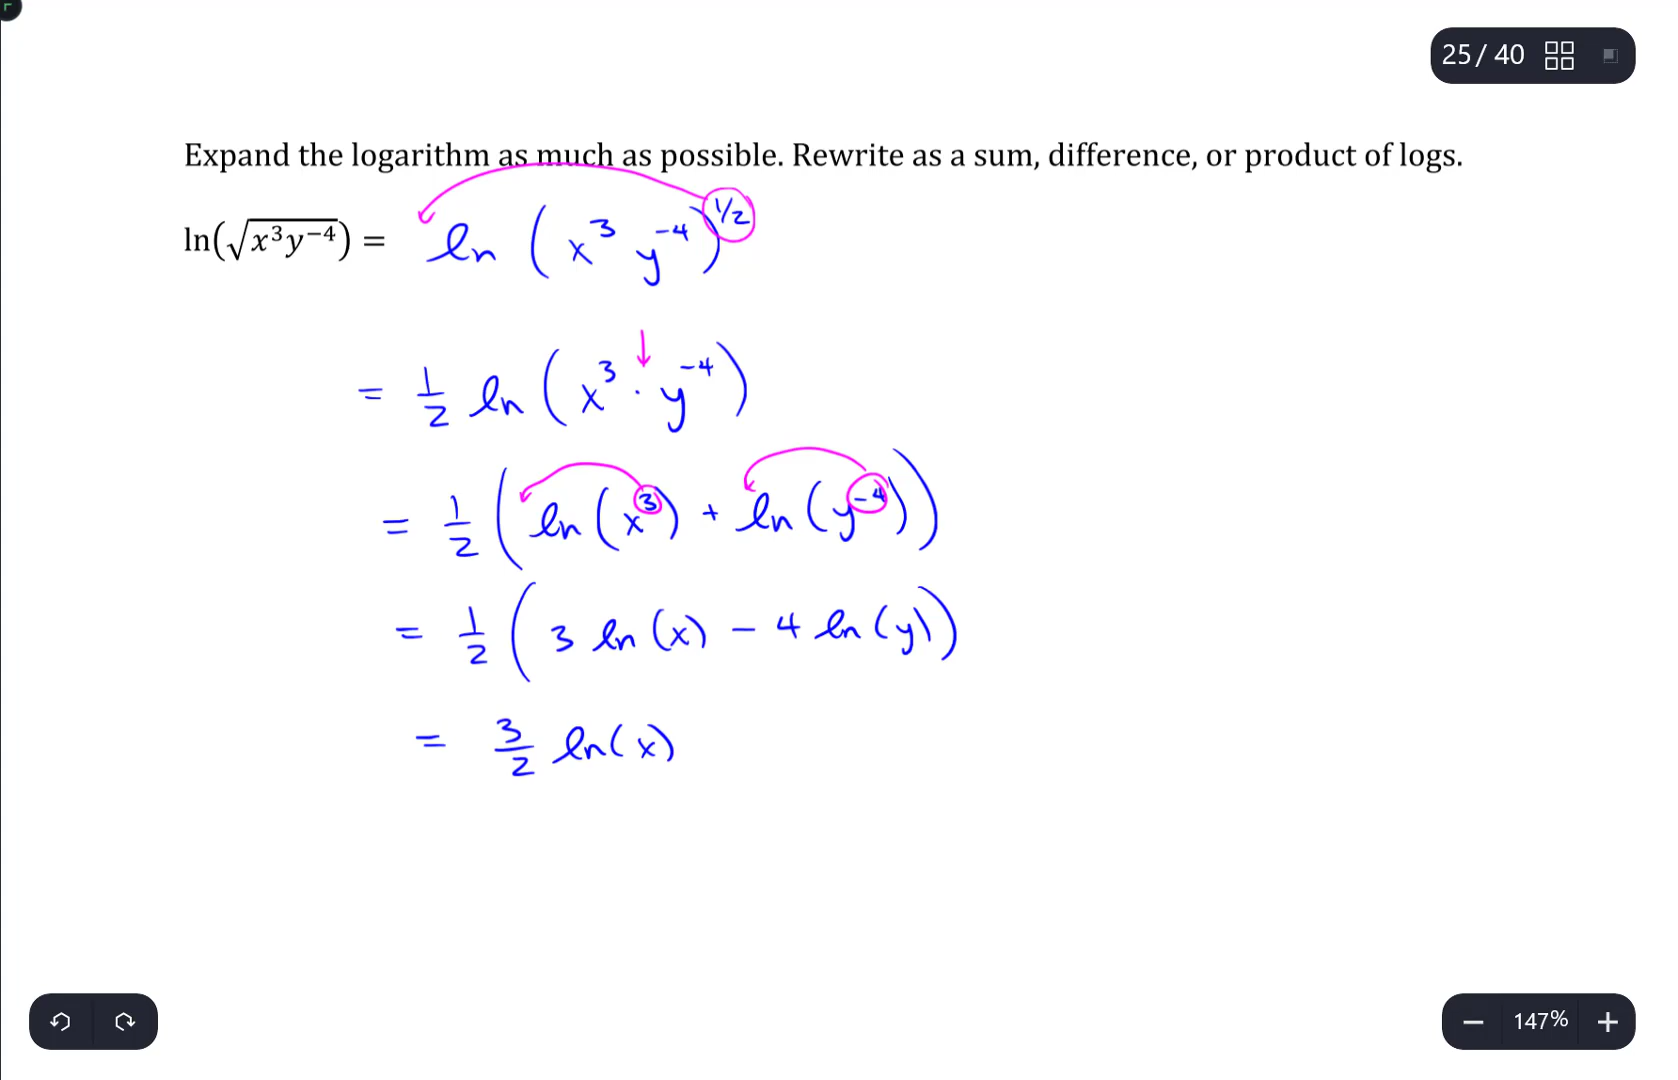 25 / 40
Expand the logarithm as much as possible. Rewrite as a sum, difference, or product of logs.
ln(√x³y⁻⁴) = ln (x³ y⁻⁴)^1/2
= 1/2 ln (x³ · y⁻⁴)
= 1/2 (ln (x³) + ln (y⁻⁴))
= 1/2 (3 ln (x) − 4 ln (y))
= 3/2 ln(x)
147%